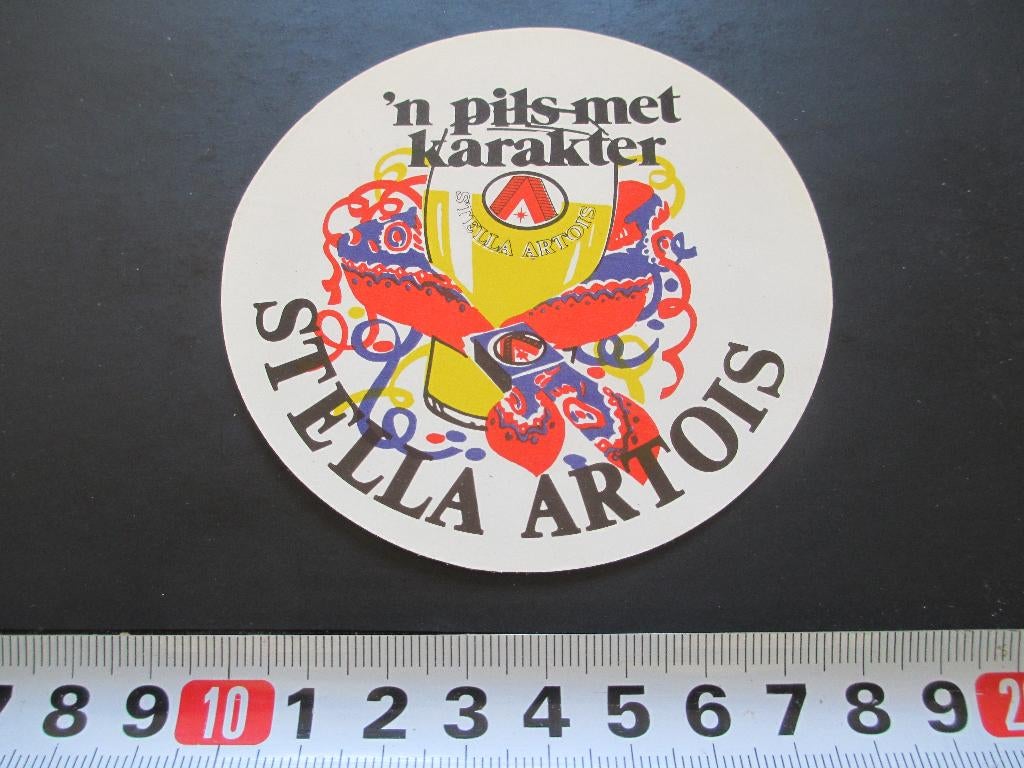 'n pils met
karakter
STELLA ARTOIS
STELLA ARTOIS
7 8 9 10 1 2 3 4 5 6 7 8 9 2